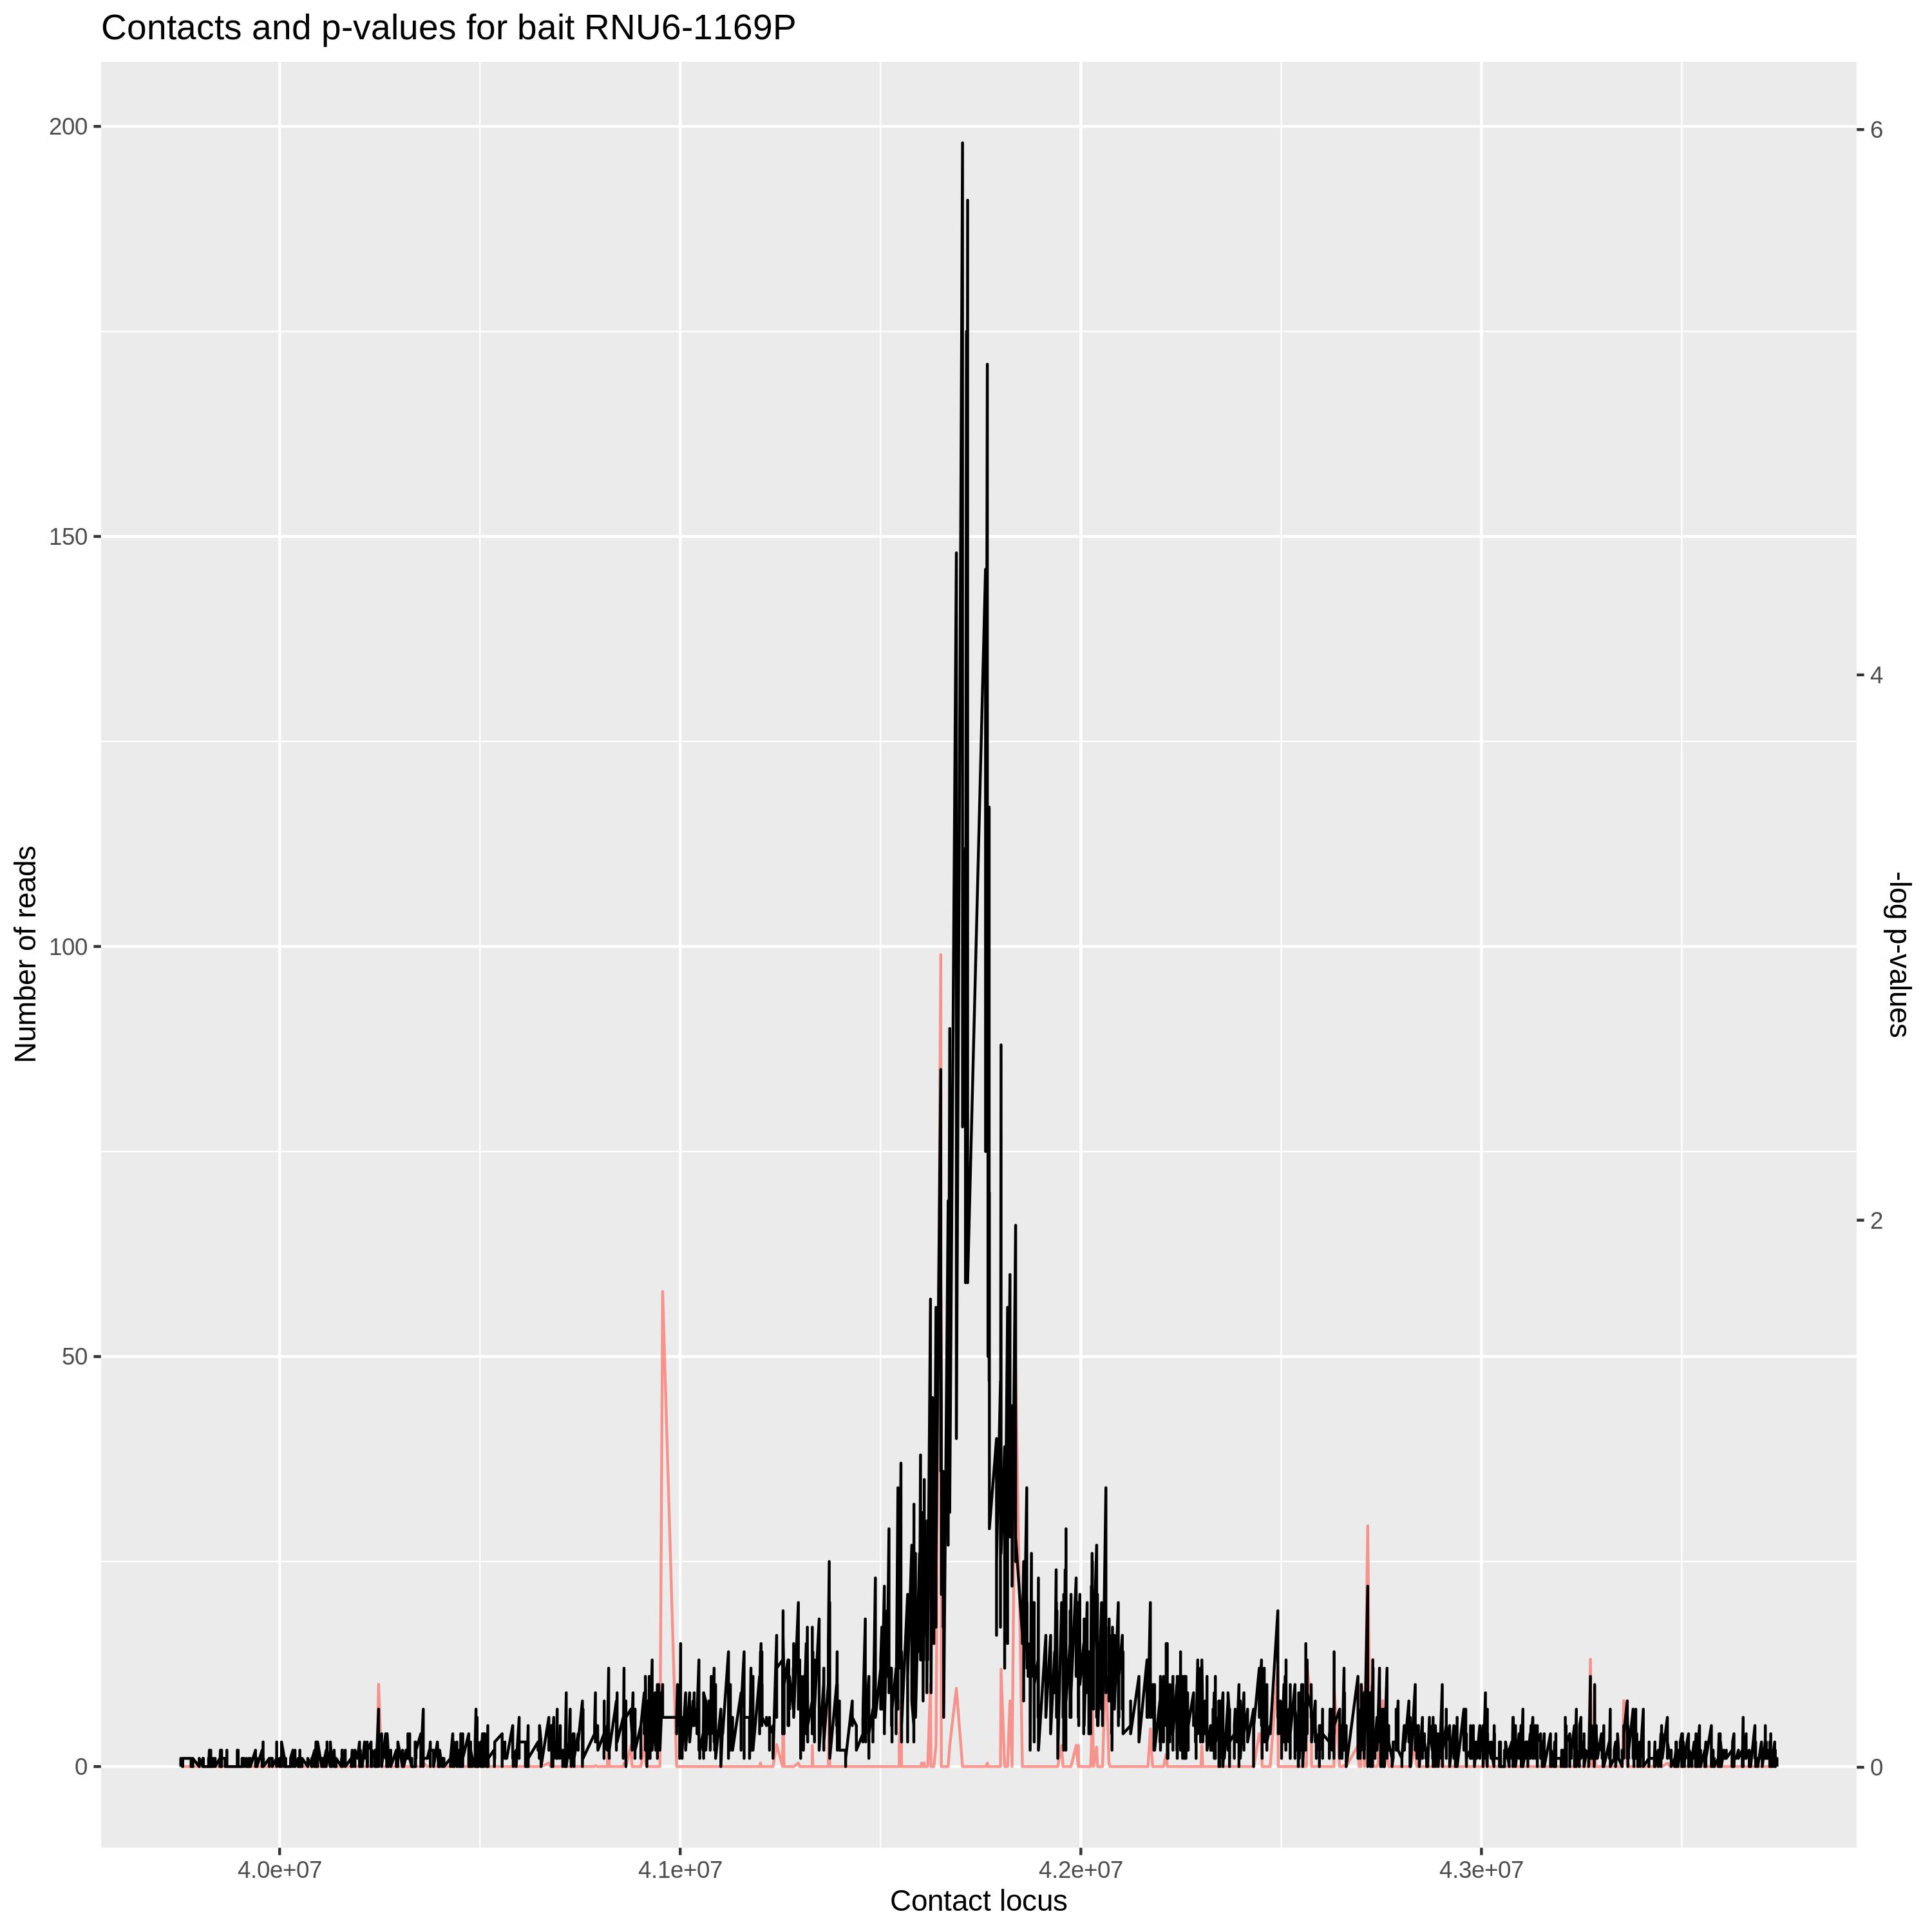 Contacts and p-values for bait RNU6-1169P
200
150
100
50
0
Number of reads
6
4
2
0
-log p-values
4.0e+07
4.1e+07
4.2e+07
4.3e+07
Contact locus